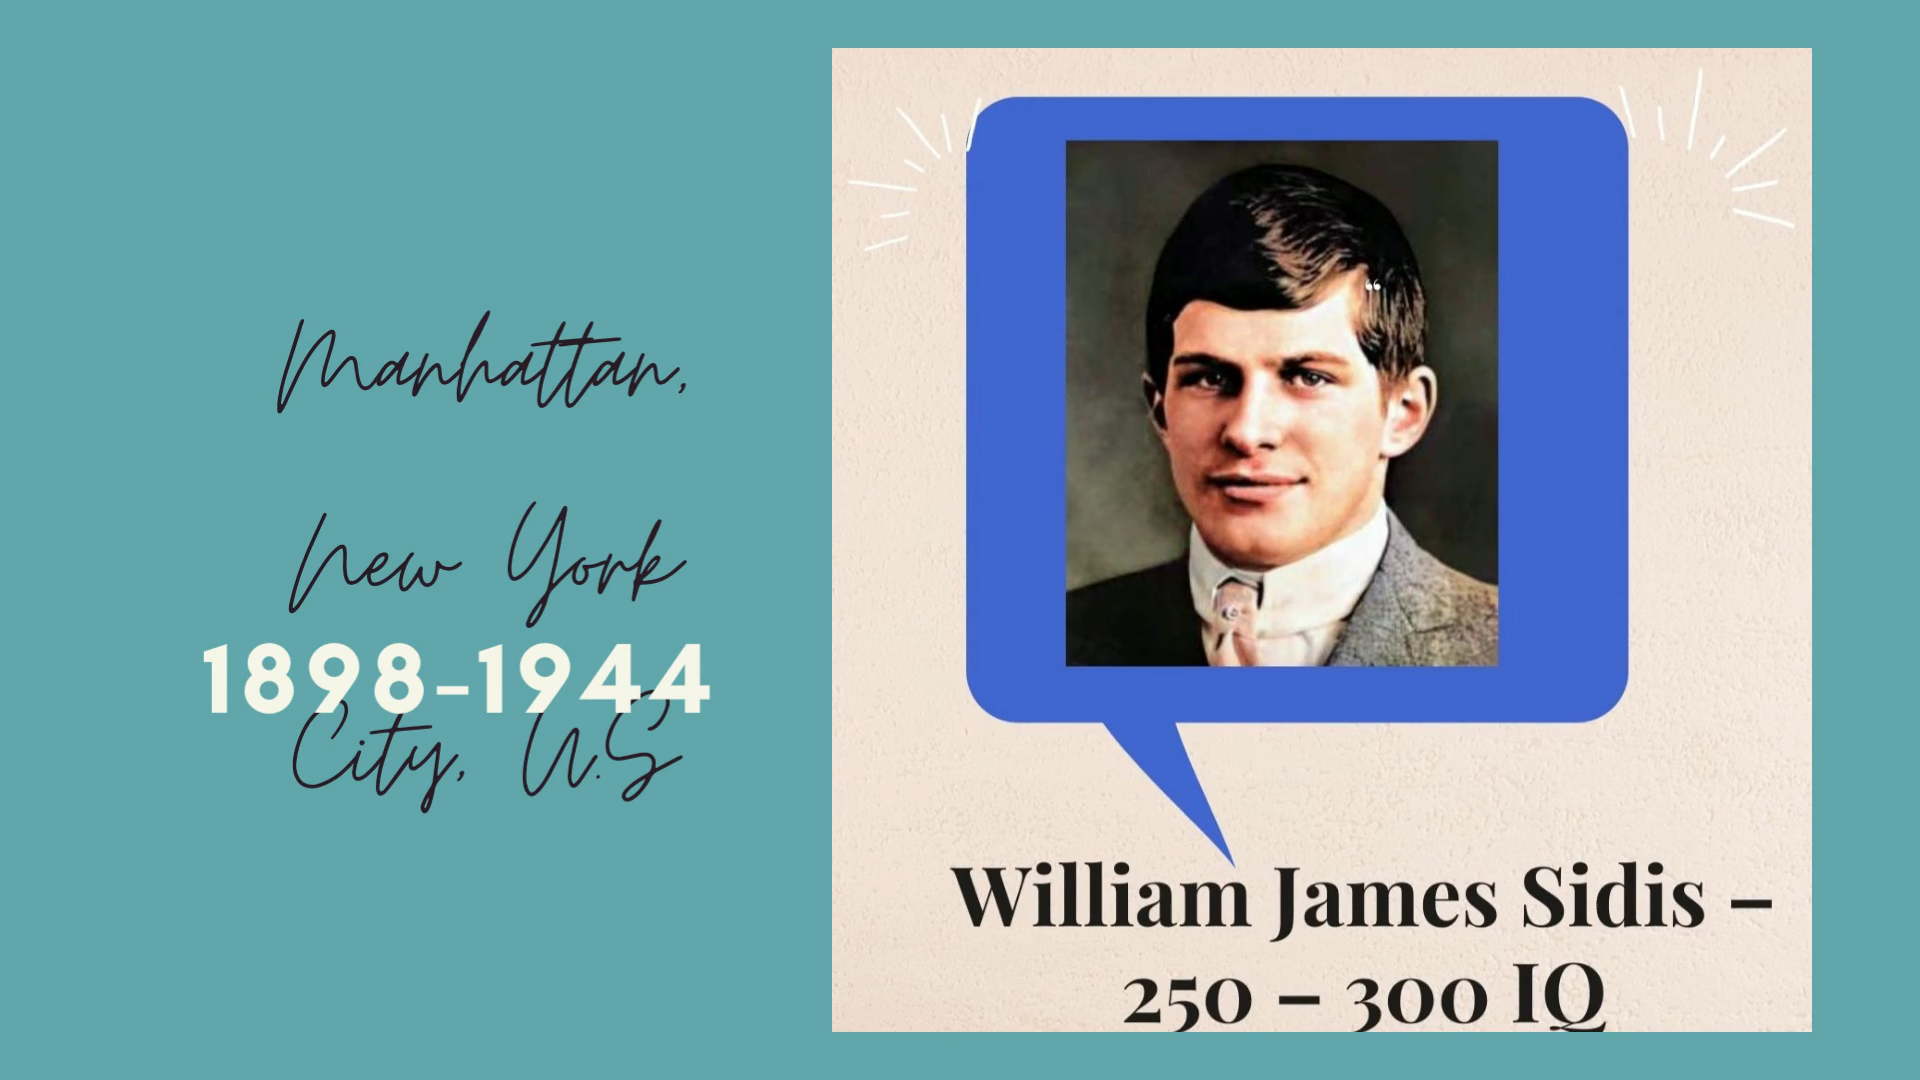 Manhattan,
New York
1898-1944
City, U.S
“
William James Sidis –
250 – 300 IQ